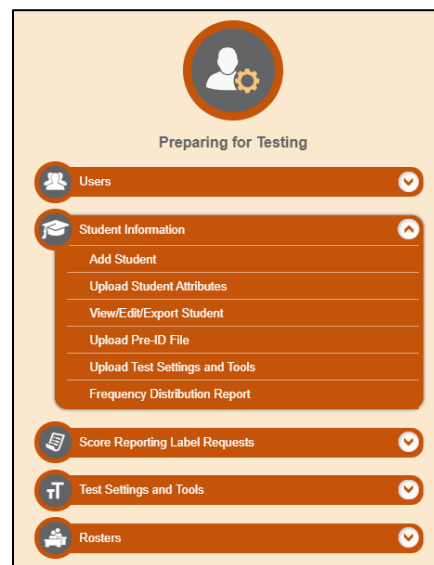 Preparing for Testing
Users
Student Information
Add Student
Upload Student Attributes
View/Edit/Export Student
Upload Pre-ID File
Upload Test Settings and Tools
Frequency Distribution Report
Score Reporting Label Requests
TT
Test Settings and Tools
Rosters